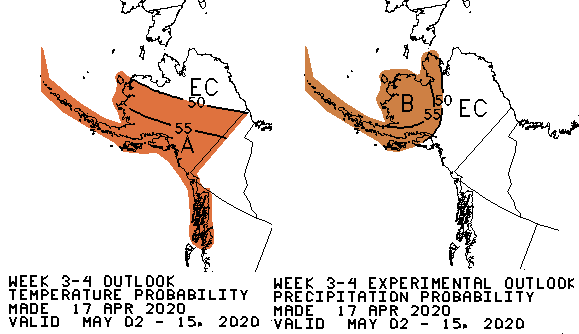 EC
50
55
A
B
50
55
EC
WEEK 3-4 OUTLOOK
TEMPERATURE PROBABILITY
MADE 17 APR 2020
VALID MAY 02 - 15, 2020
WEEK 3-4 EXPERIMENTAL OUTLOOK
PRECIPITATION PROBABILITY
MADE 17 APR 2020
VALID MAY 02 - 15, 2020